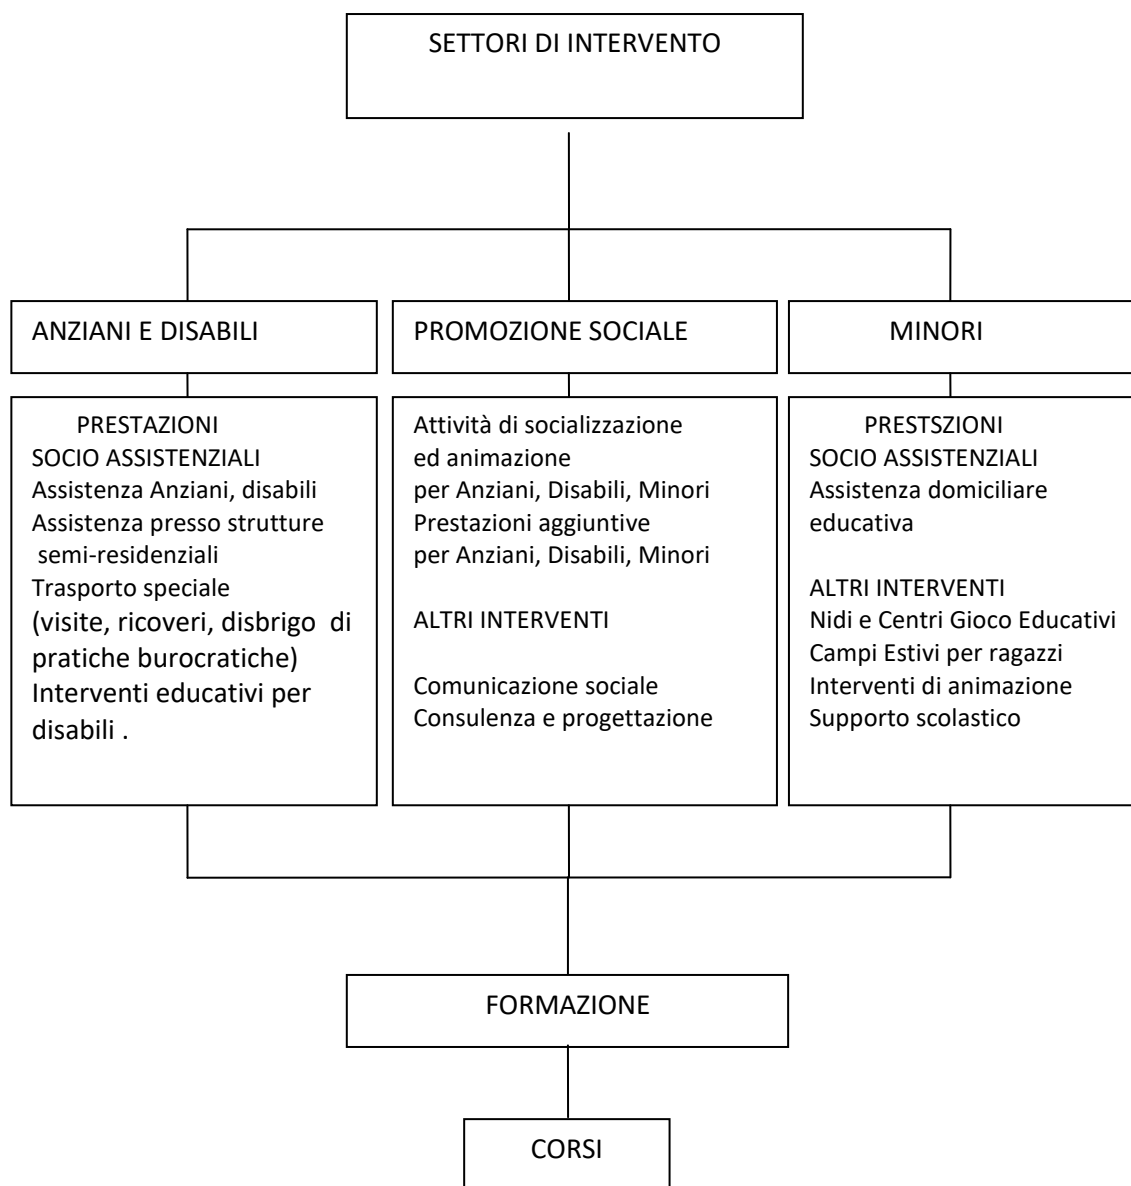 SETTORI DI INTERVENTO
ANZIANI E DISABILI
PROMOZIONE SOCIALE
MINORI
PRESTAZIONI
SOCIO ASSISTENZIALI
Assistenza Anziani, disabili
Assistenza presso strutture
semi-residenziali
Trasporto speciale
(visite, ricoveri, disbrigo di
pratiche burocratiche)
Interventi educativi per
disabili .
Attività di socializzazione
ed animazione
per Anziani, Disabili, Minori
Prestazioni aggiuntive
per Anziani, Disabili, Minori
ALTRI INTERVENTI
Comunicazione sociale
Consulenza e progettazione
PRESTSZIONI
SOCIO ASSISTENZIALI
Assistenza domiciliare
educativa
ALTRI INTERVENTI
Nidi e Centri Gioco Educativi
Campi Estivi per ragazzi
Interventi di animazione
Supporto scolastico
FORMAZIONE
CORSI